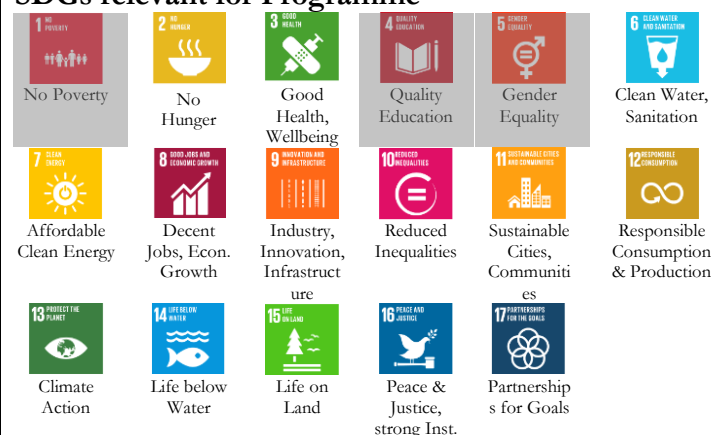 SDGs relevant for Programme
1 NO POVERTY
2 NO HUNGER
3 GOOD HEALTH
4 QUALITY EDUCATION
5 GENDER EQUALITY
6 CLEAN WATER AND SANITATION
No Poverty
No Hunger
Good Health, Wellbeing
Quality Education
Gender Equality
Clean Water, Sanitation
7 CLEAN ENERGY
8 GOOD JOBS AND ECONOMIC GROWTH
9 INNOVATION AND INFRASTRUCTURE
10 REDUCED INEQUALITIES
11 SUSTAINABLE CITIES AND COMMUNITIES
12 RESPONSIBLE CONSUMPTION
Affordable Clean Energy
Decent Jobs, Econ. Growth
Industry, Innovation, Infrastruct ure
Reduced Inequalities
Sustainable Cities, Communiti es
Responsible Consumption & Production
13 PROTECT THE PLANET
14 LIFE BELOW WATER
15 LIFE ON LAND
16 PEACE AND JUSTICE
17 PARTNERSHIPS FOR THE GOALS
Climate Action
Life below Water
Life on Land
Peace & Justice, strong Inst.
Partnership s for Goals